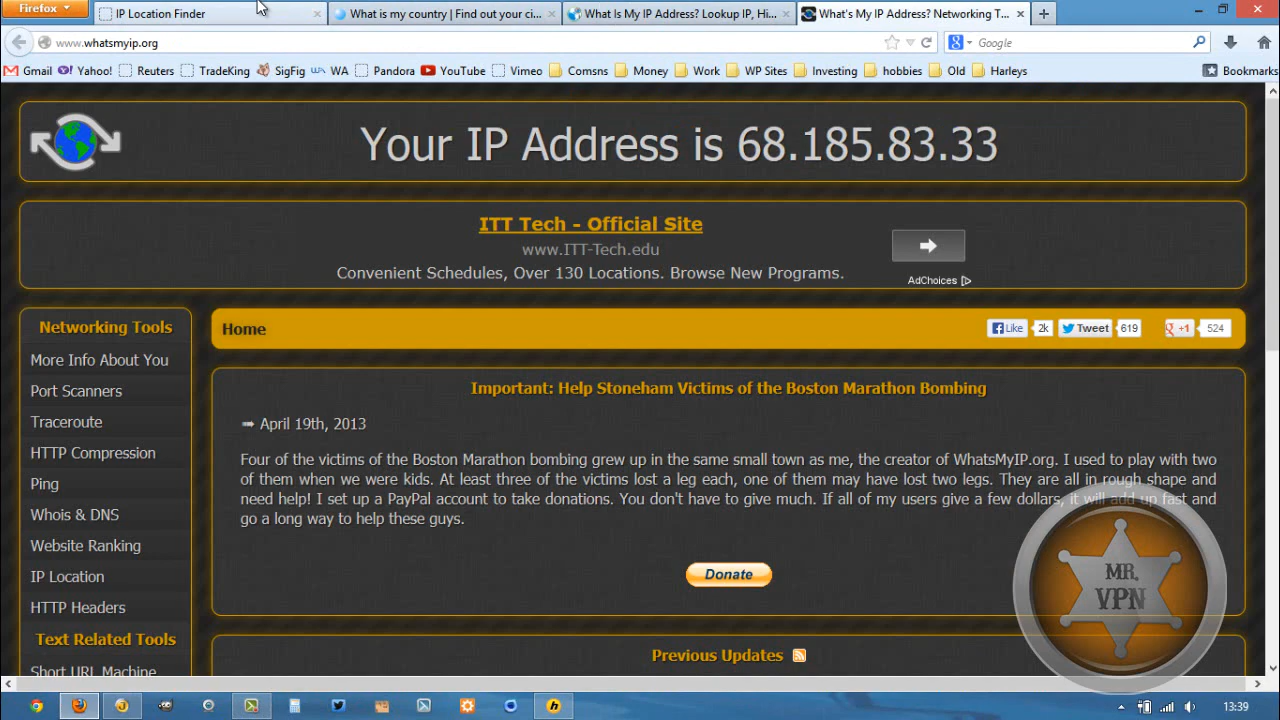 Firefox
IP Location Finder
What is my country | Find out your ci...
What Is My IP Address? Lookup IP, Hi...
What's My IP Address? Networking T...
www.whatsmyip.org
Google
Gmail Yahoo! Reuters TradeKing SigFig WA Pandora YouTube Vimeo Comsns Money Work WP Sites Investing hobbies Old Harleys Bookmarks
Your IP Address is 68.185.83.33
ITT Tech - Official Site
www.ITT-Tech.edu
Convenient Schedules, Over 130 Locations. Browse New Programs.
AdChoices
Networking Tools
More Info About You
Port Scanners
Traceroute
HTTP Compression
Ping
Whois & DNS
Website Ranking
IP Location
HTTP Headers
Text Related Tools
Short URL Machine
Home
Like 2k Tweet 619 +1 524
Important: Help Stoneham Victims of the Boston Marathon Bombing
➠ April 19th, 2013
Four of the victims of the Boston Marathon bombing grew up in the same small town as me, the creator of WhatsMyIP.org. I used to play with two
of them when we were kids. At least three of the victims lost a leg each, one of them may have lost two legs. They are all in rough shape and
need help! I set up a PayPal account to take donations. You don't have to give much. If all of my users give a few dollars, it will add up fast and
go a long way to help these guys.
Donate
Previous Updates
MR.
VPN
13:39